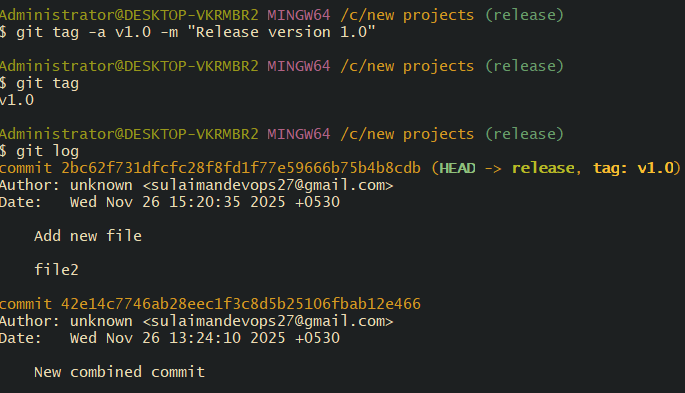 Administrator@DESKTOP-VKRMBR2 MINGW64 /c/new projects (release)
$ git tag -a v1.0 -m "Release version 1.0"
Administrator@DESKTOP-VKRMBR2 MINGW64 /c/new projects (release)
$ git tag
v1.0
Administrator@DESKTOP-VKRMBR2 MINGW64 /c/new projects (release)
$ git log
commit 2bc62f731dfcfc28f8fd1f77e59666b75b4b8cdb (HEAD -> release, tag: v1.0)
Author: unknown <sulaimandevops27@gmail.com>
Date:   Wed Nov 26 15:20:35 2025 +0530
    Add new file
    file2
commit 42e14c7746ab28eec1f3c8d5b25106fbab12e466
Author: unknown <sulaimandevops27@gmail.com>
Date:   Wed Nov 26 13:24:10 2025 +0530
    New combined commit